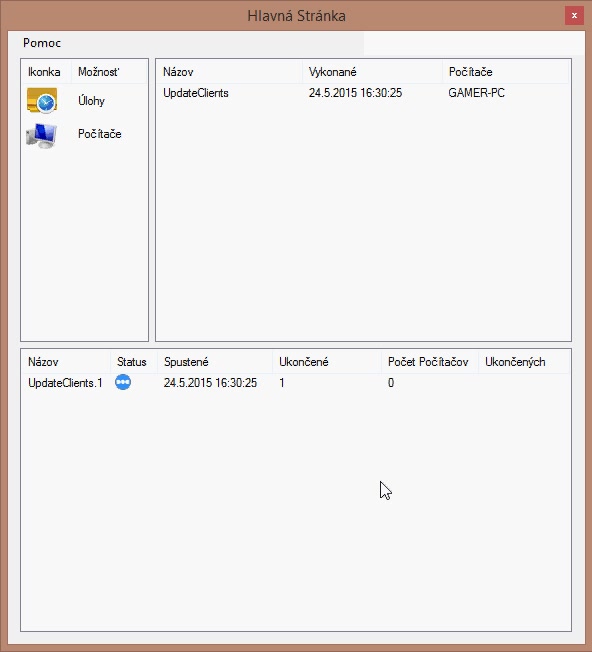 Hlavná Stránka
x
Pomoc
Ikonka Možnosť
Úlohy
Počítače
Názov Vykonané Počítače
UpdateClients 24.5.2015 16:30:25 GAMER-PC
Názov Status Spustené Ukončené Počet Počítačov Ukončených
UpdateClients.1 24.5.2015 16:30:25 1 0